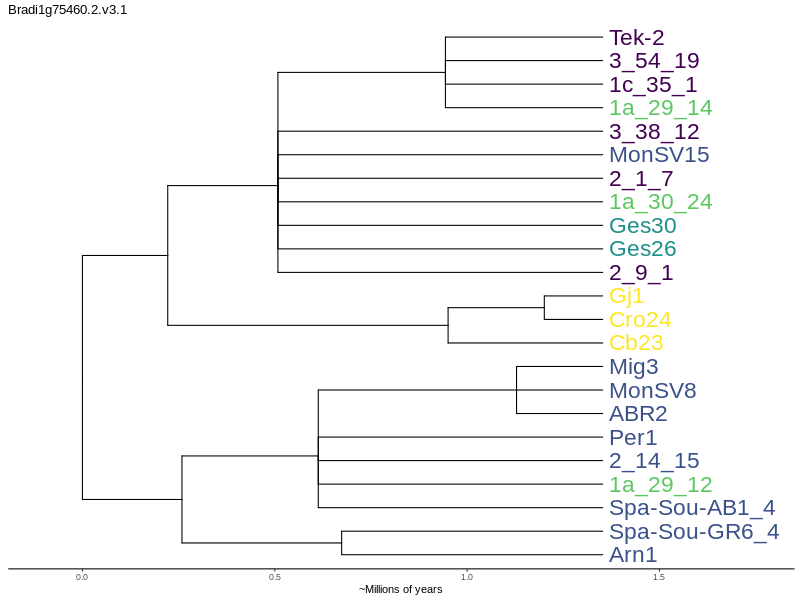 Bradi1g75460.2.v3.1
Tek-2
3_54_19
1c_35_1
1a_29_14
3_38_12
MonSV15
2_1_7
1a_30_24
Ges30
Ges26
2_9_1
Gj1
Cro24
Cb23
Mig3
MonSV8
ABR2
Per1
2_14_15
1a_29_12
Spa-Sou-AB1_4
Spa-Sou-GR6_4
Arn1
0.0 0.5 1.0 1.5
~Millions of years